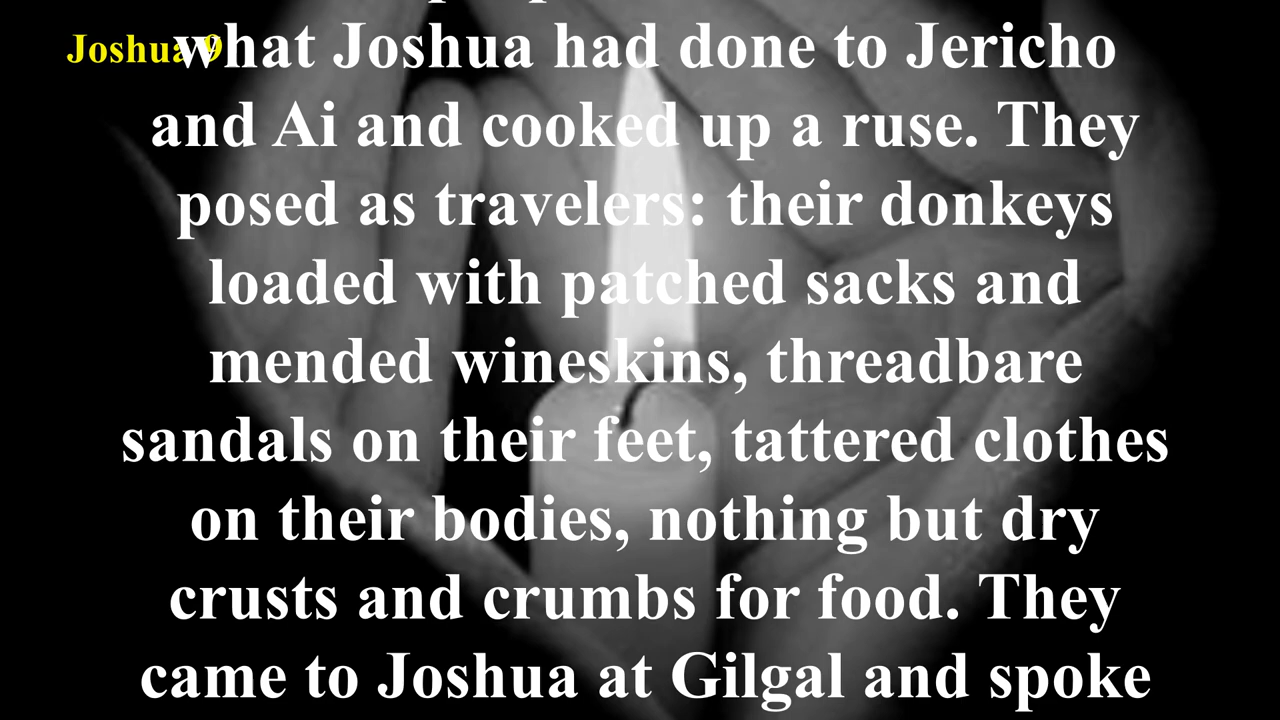 Joshua 9
what Joshua had done to Jericho
and Ai and cooked up a ruse. They
posed as travelers: their donkeys
loaded with patched sacks and
mended wineskins, threadbare
sandals on their feet, tattered clothes
on their bodies, nothing but dry
crusts and crumbs for food. They
came to Joshua at Gilgal and spoke